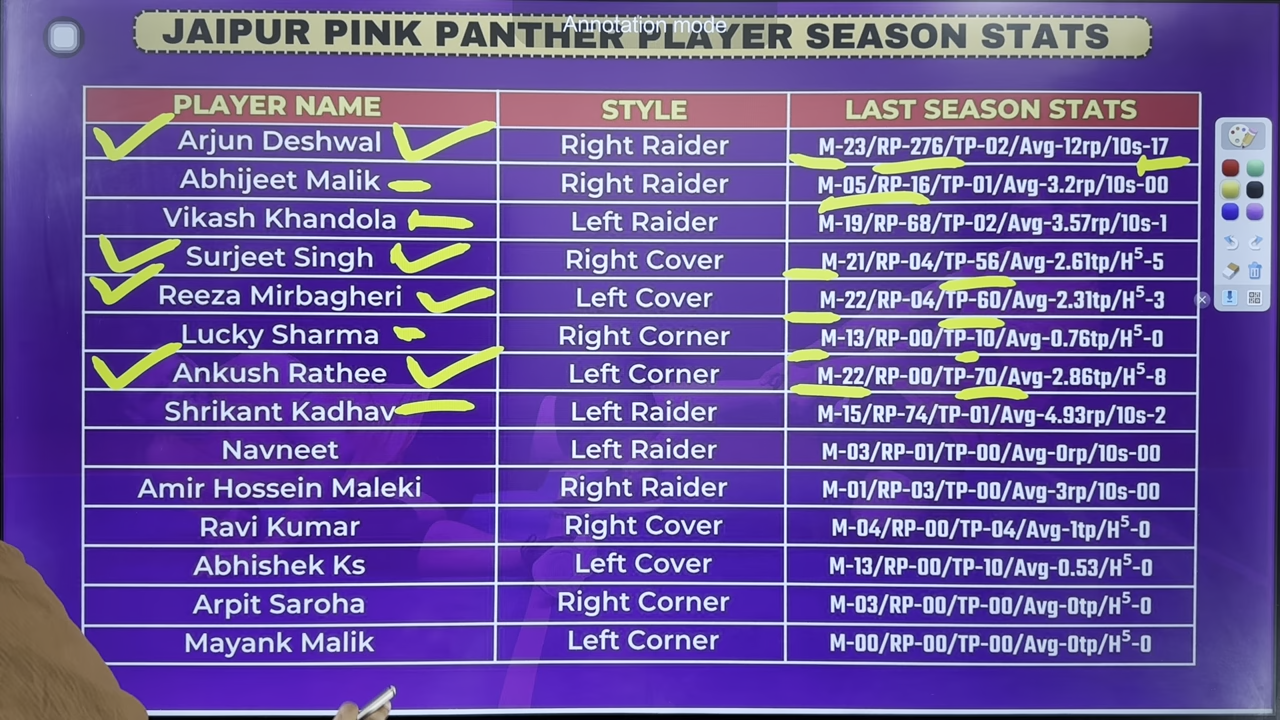 Annotation mode
JAIPUR PINK PANTHER PLAYER SEASON STATS
PLAYER NAME STYLE LAST SEASON STATS
Arjun Deshwal Right Raider M-23/RP-276/TP-02/Avg-12rp/10s-17
Abhijeet Malik Right Raider M-05/RP-16/TP-01/Avg-3.2rp/10s-00
Vikash Khandola Left Raider M-19/RP-68/TP-02/Avg-3.57rp/10s-1
Surjeet Singh Right Cover M-21/RP-04/TP-56/Avg-2.61tp/H⁵-5
Reeza Mirbagheri Left Cover M-22/RP-04/TP-60/Avg-2.31tp/H⁵-3
Lucky Sharma Right Corner M-13/RP-00/TP-10/Avg-0.76tp/H⁵-0
Ankush Rathee Left Corner M-22/RP-00/TP-70/Avg-2.86tp/H⁵-8
Shrikant Kadhav Left Raider M-15/RP-74/TP-01/Avg-4.93rp/10s-2
Navneet Left Raider M-03/RP-01/TP-00/Avg-0rp/10s-00
Amir Hossein Maleki Right Raider M-01/RP-03/TP-00/Avg-3rp/10s-00
Ravi Kumar Right Cover M-04/RP-00/TP-04/Avg-1tp/H⁵-0
Abhishek Ks Left Cover M-13/RP-00/TP-10/Avg-0.53/H⁵-0
Arpit Saroha Right Corner M-03/RP-00/TP-00/Avg-0tp/H⁵-0
Mayank Malik Left Corner M-00/RP-00/TP-00/Avg-0tp/H⁵-0